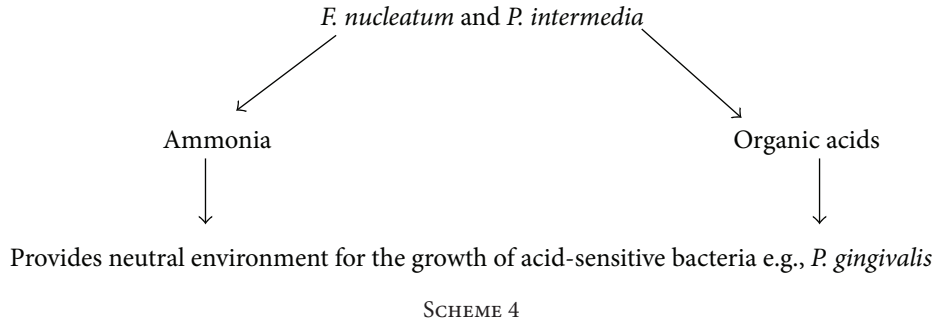 F. nucleatum and P. intermedia
Ammonia
Organic acids
Provides neutral environment for the growth of acid-sensitive bacteria e.g., P. gingivalis
SCHEME 4